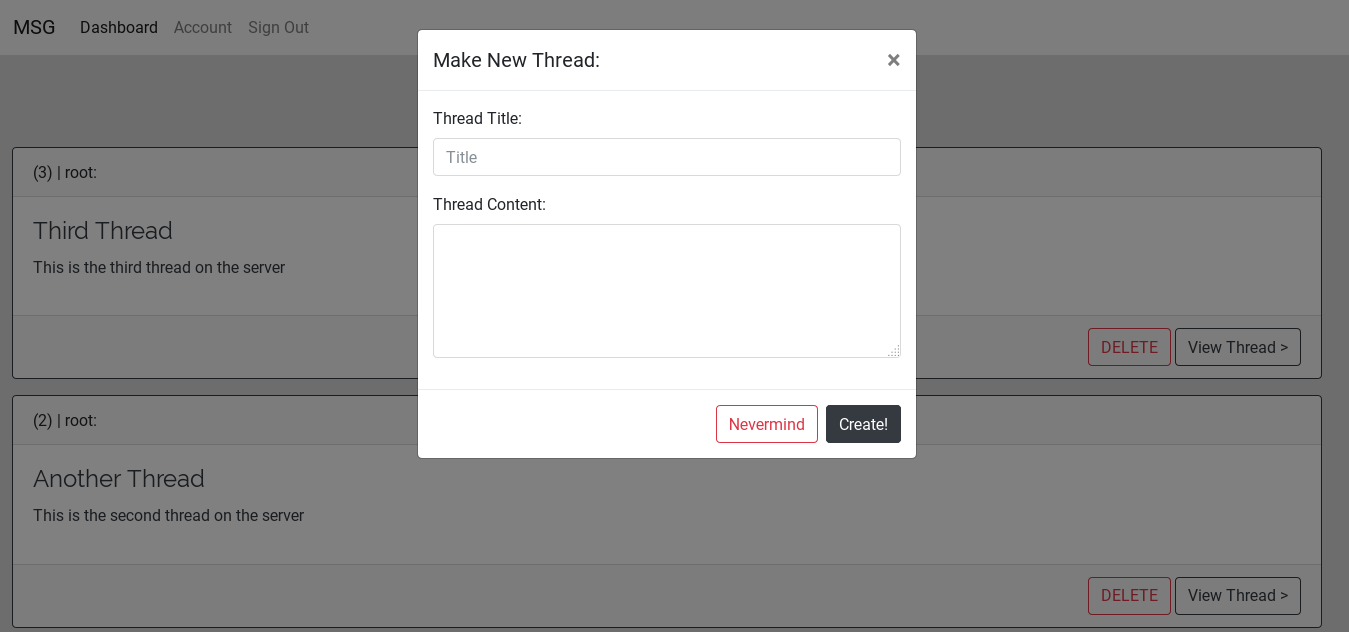 MSG Dashboard Account Sign Out
Make New Thread: ×
Thread Title:
Title
Thread Content:
Nevermind Create!
(3) | root:
Third Thread
This is the third thread on the server
DELETE View Thread >
(2) | root:
Another Thread
This is the second thread on the server
DELETE View Thread >